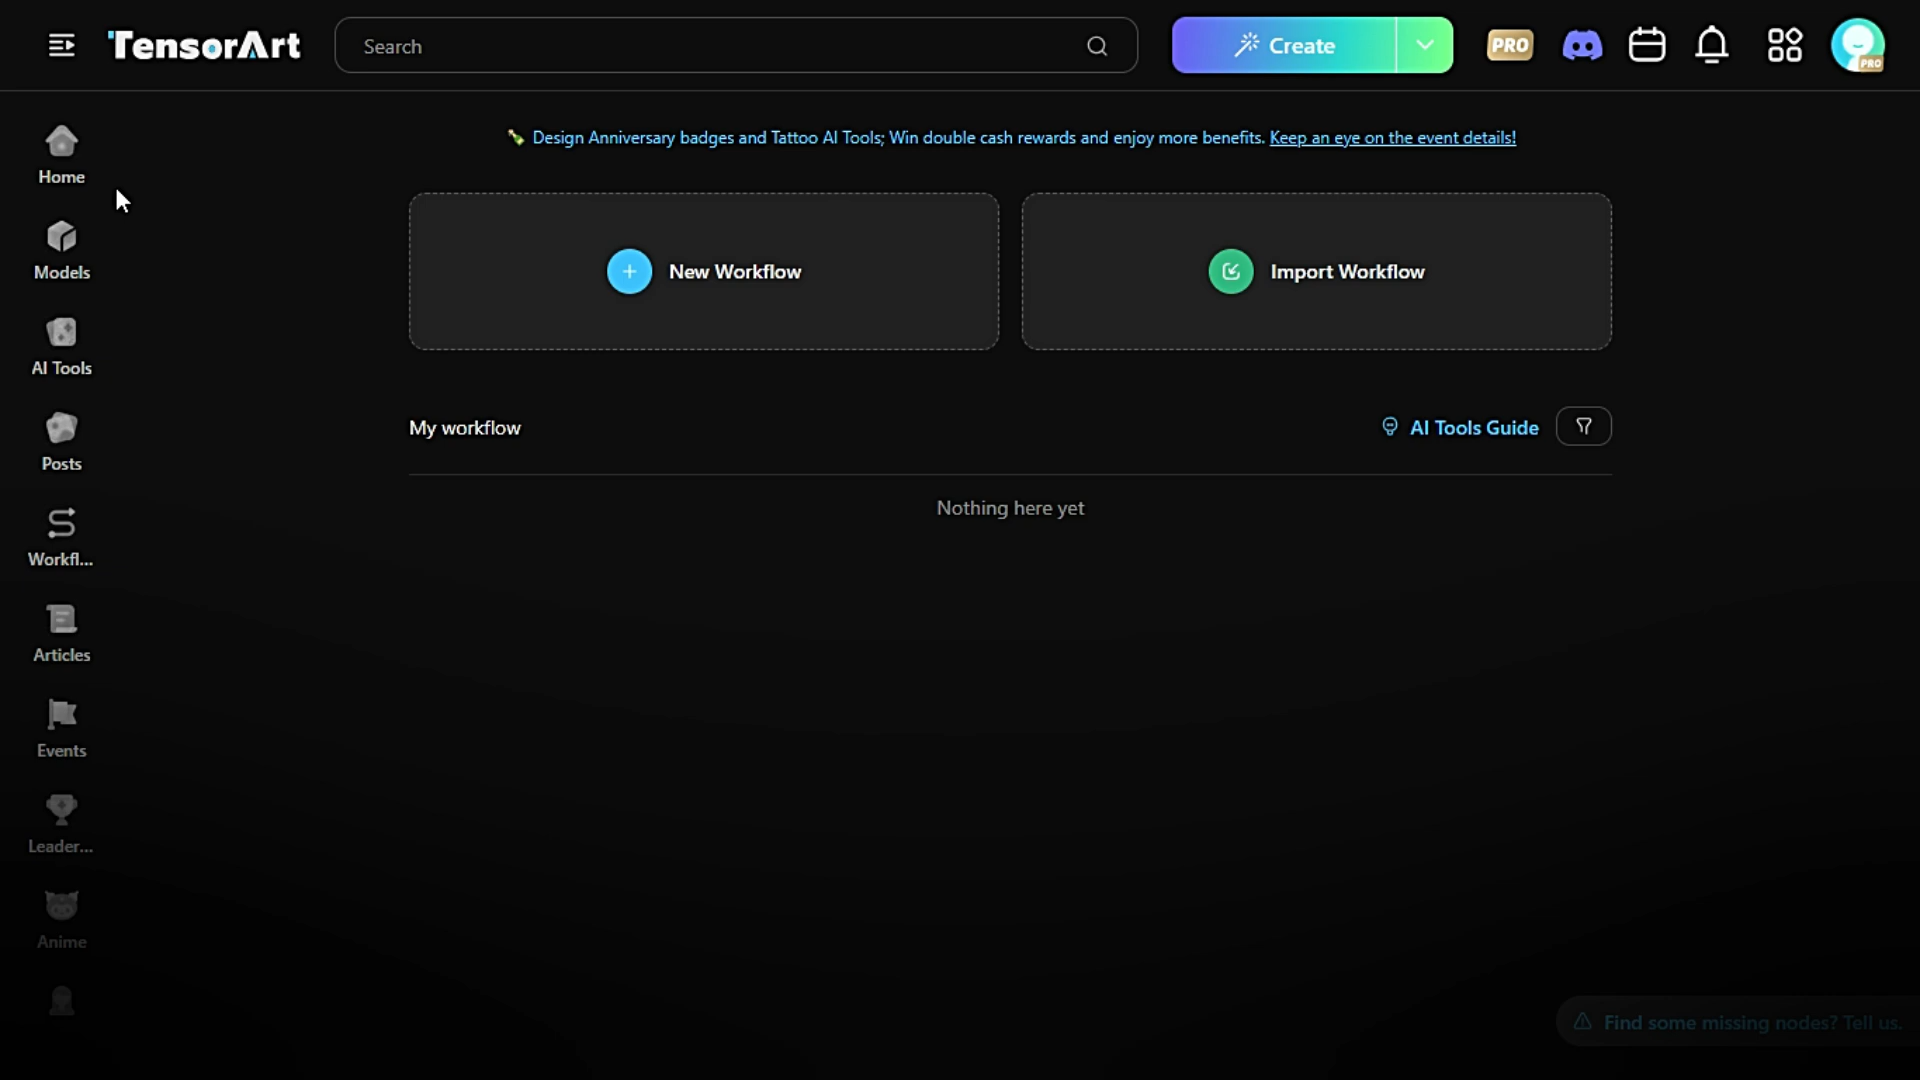 TensorArt
Search
Create
PRO
PRO
Design Anniversary badges and Tattoo AI Tools; Win double cash rewards and enjoy more benefits. Keep an eye on the event details!
Home
Models
AI Tools
Posts
Workfl...
Articles
Events
Leader...
Anime
New Workflow
Import Workflow
My workflow
AI Tools Guide
Nothing here yet
Find some missing nodes? Tell us.